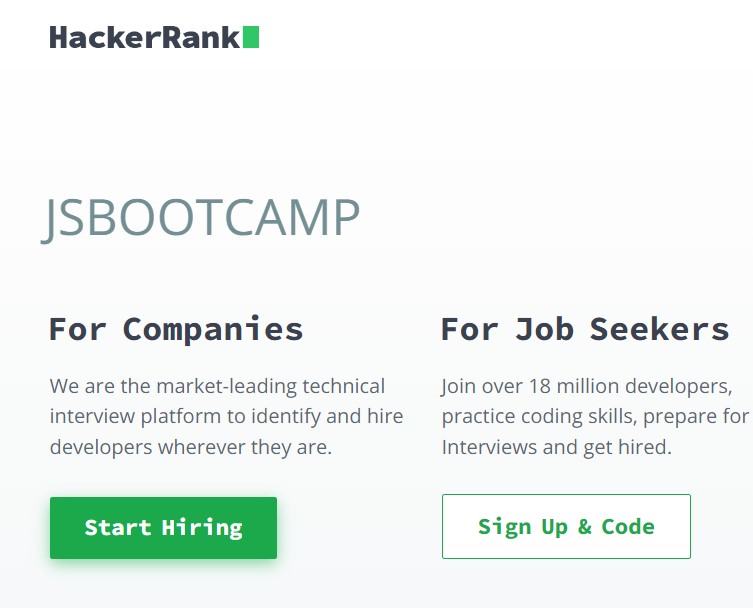 HackerRank
JSBOOTCAMP
For Companies
We are the market-leading technical
interview platform to identify and hire
developers wherever they are.
Start Hiring
For Job Seekers
Join over 18 million developers,
practice coding skills, prepare for
Interviews and get hired.
Sign Up & Code